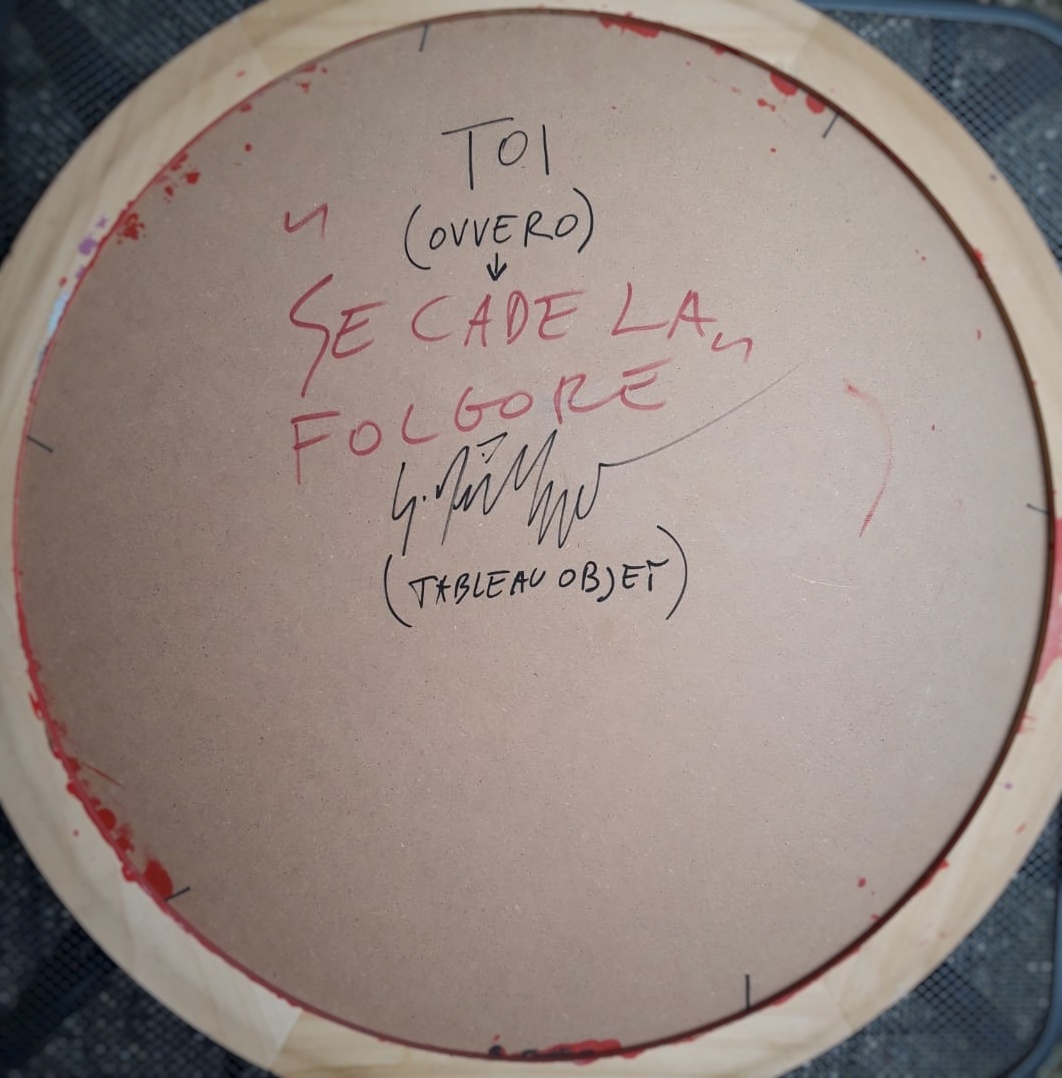 TOI
(OVVERO)
↓
"SE CADE LA"
FOLGORE
(TABLEAU OBJET)